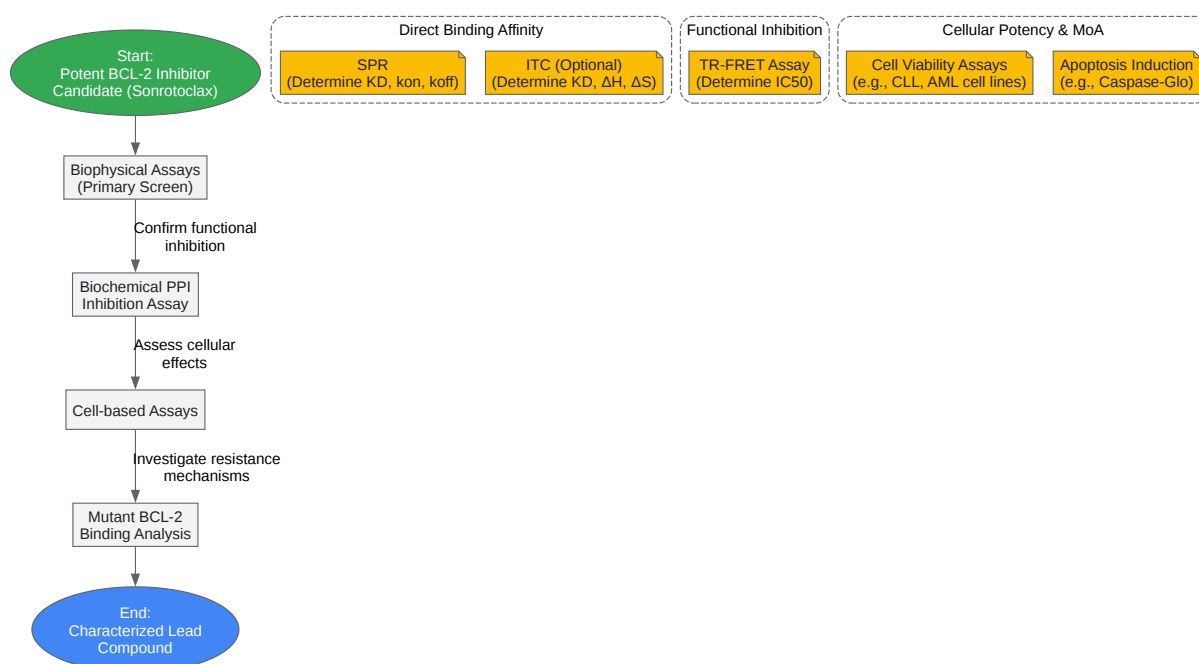 Start:
Potent BCL-2 Inhibitor
Candidate (Sonrotoclax)
Biophysical Assays
(Primary Screen)
Confirm functional
inhibition
Biochemical PPI
Inhibition Assay
Assess cellular
effects
Cell-based Assays
Investigate resistance
mechanisms
Mutant BCL-2
Binding Analysis
End:
Characterized Lead
Compound
Direct Binding Affinity
SPR
(Determine KD, kon, koff)
ITC (Optional)
(Determine KD, ΔH, ΔS)
Functional Inhibition
TR-FRET Assay
(Determine IC50)
Cellular Potency & MoA
Cell Viability Assays
(e.g., CLL, AML cell lines)
Apoptosis Induction
(e.g., Caspase-Glo)